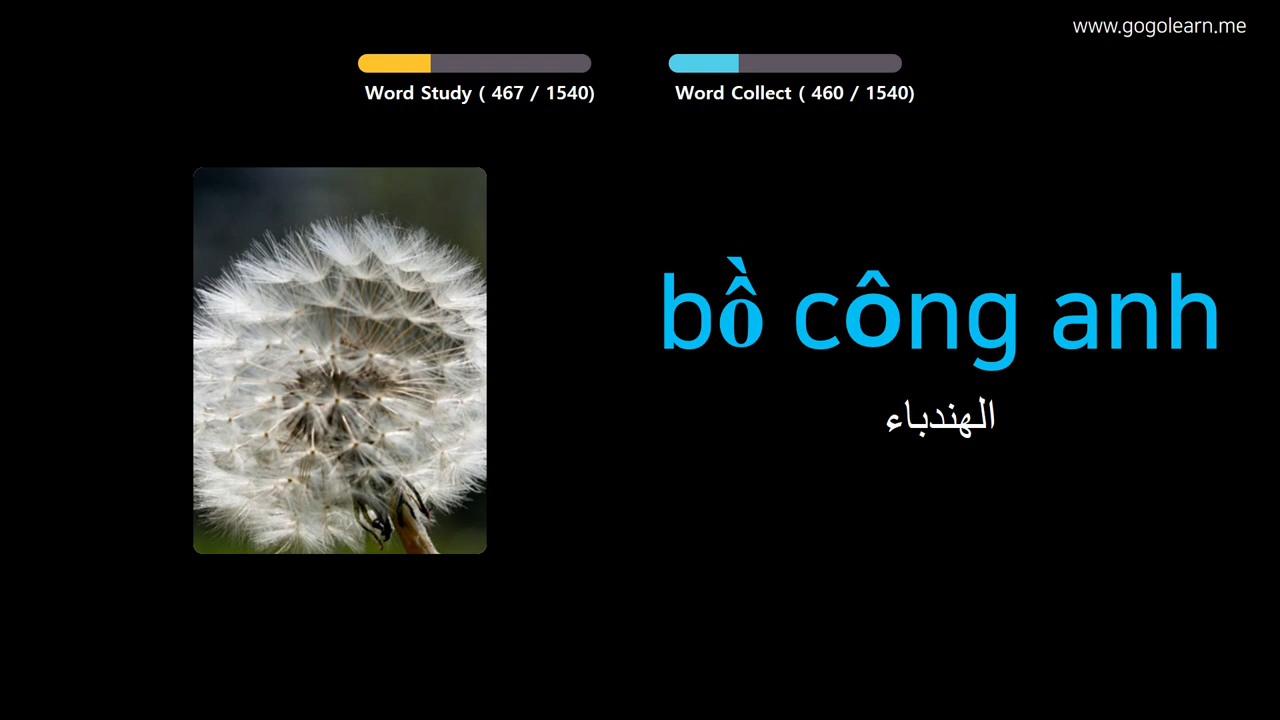 www.gogolearn.me
Word Study ( 467 / 1540)
Word Collect ( 460 / 1540)
bồ công anh
الهندباء